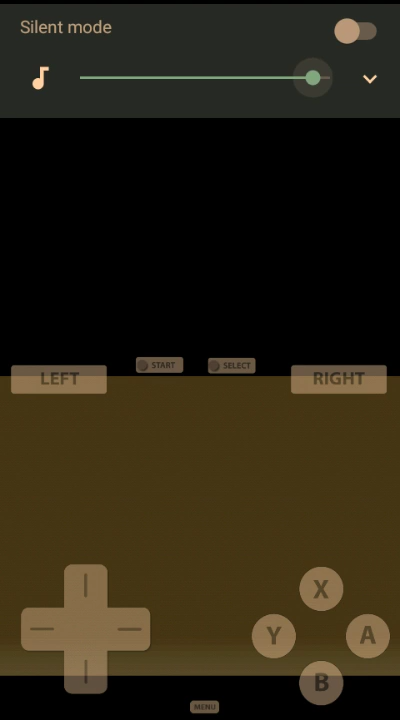 Silent mode
START SELECT
LEFT RIGHT
X
Y A
B
MENU